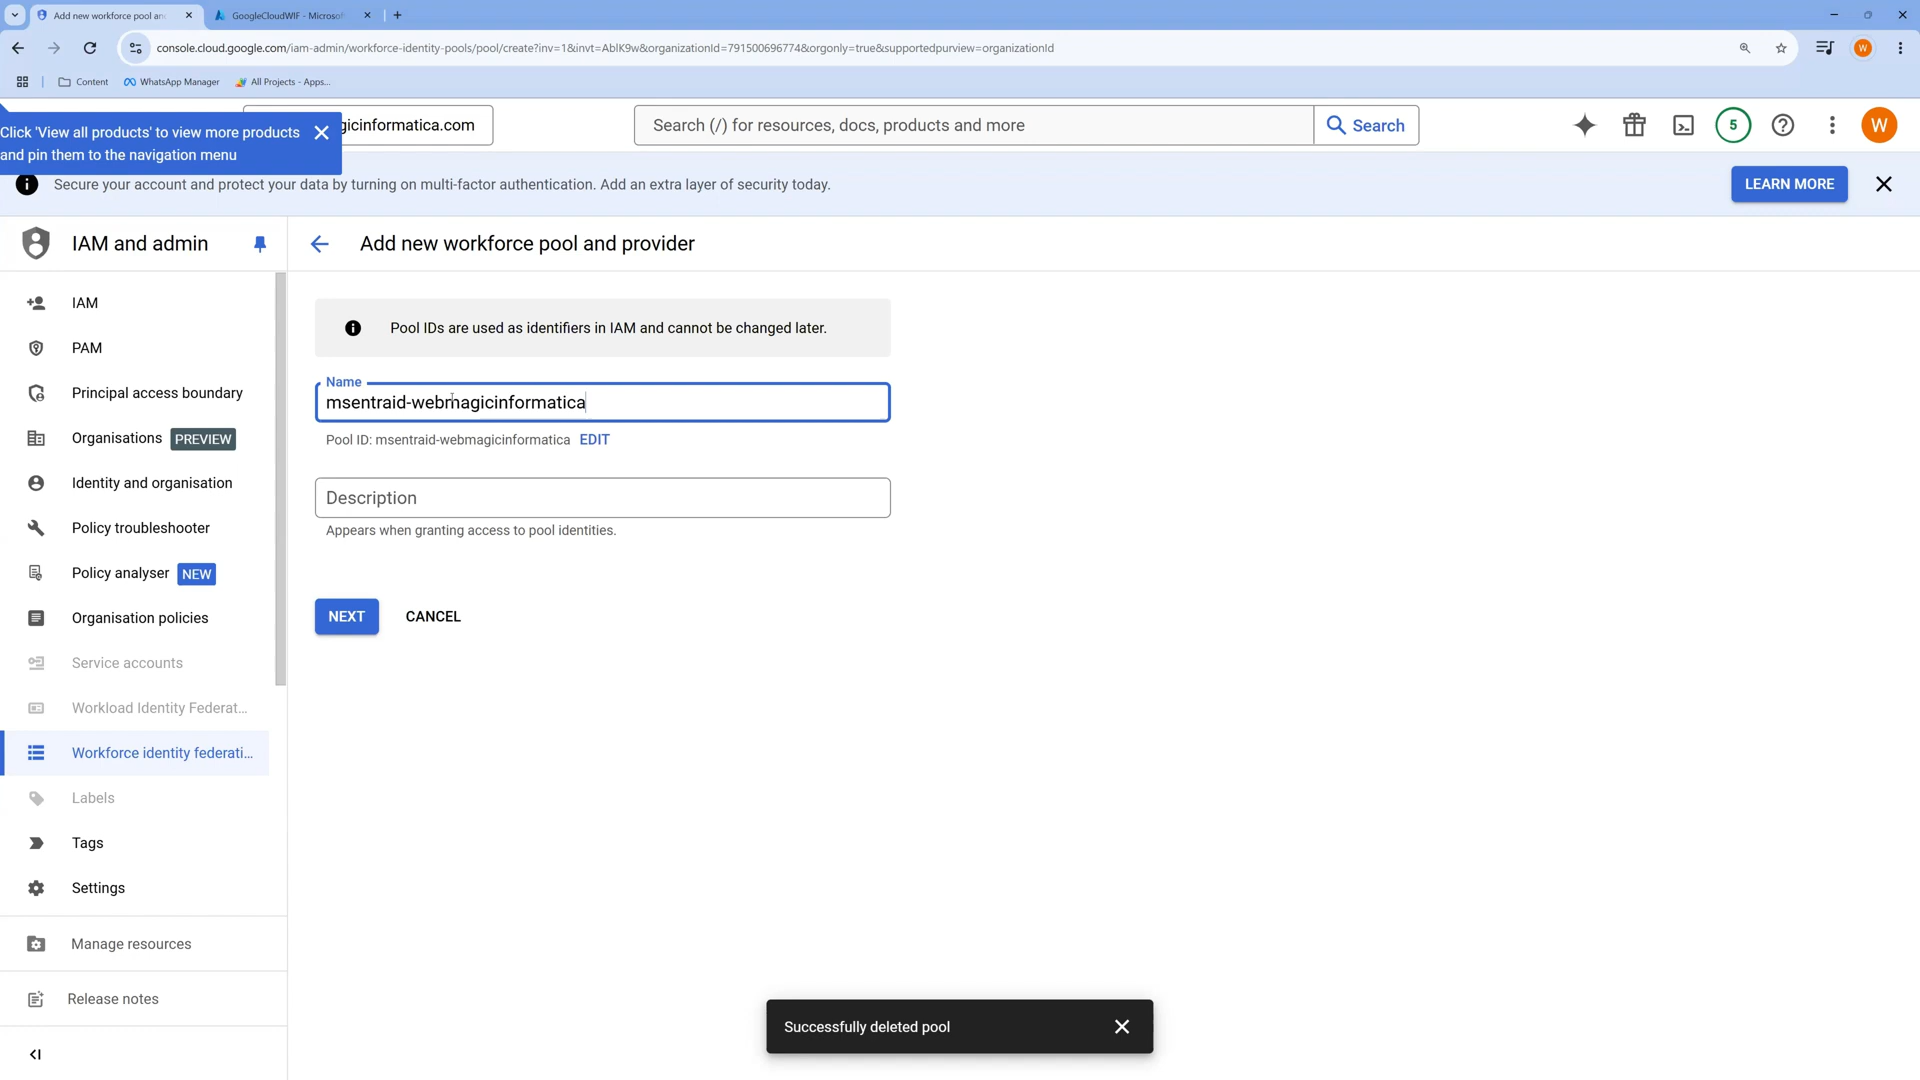 Add new workforce pool an
GoogleCloudWIF - Microsof
console.cloud.google.com/iam-admin/workforce-identity-pools/pool/create?inv=1&invt=AblK9w&organizationId=791500696774&orgonly=true&supportedpurview=organizationId
W
Content
WhatsApp Manager
All Projects - Apps...
Click 'View all products' to view more products
and pin them to the navigation menu
gicinformatica.com
Search (/) for resources, docs, products and more
Search
5
W
Secure your account and protect your data by turning on multi-factor authentication. Add an extra layer of security today.
LEARN MORE
IAM and admin
Add new workforce pool and provider
IAM
PAM
Principal access boundary
Organisations PREVIEW
Identity and organisation
Policy troubleshooter
Policy analyser NEW
Organisation policies
Service accounts
Workload Identity Federat...
Workforce identity federati...
Labels
Tags
Settings
Manage resources
Release notes
Pool IDs are used as identifiers in IAM and cannot be changed later.
Name
msentraid-webmagicinformatica
Pool ID: msentraid-webmagicinformatica EDIT
Description
Appears when granting access to pool identities.
NEXT
CANCEL
Successfully deleted pool